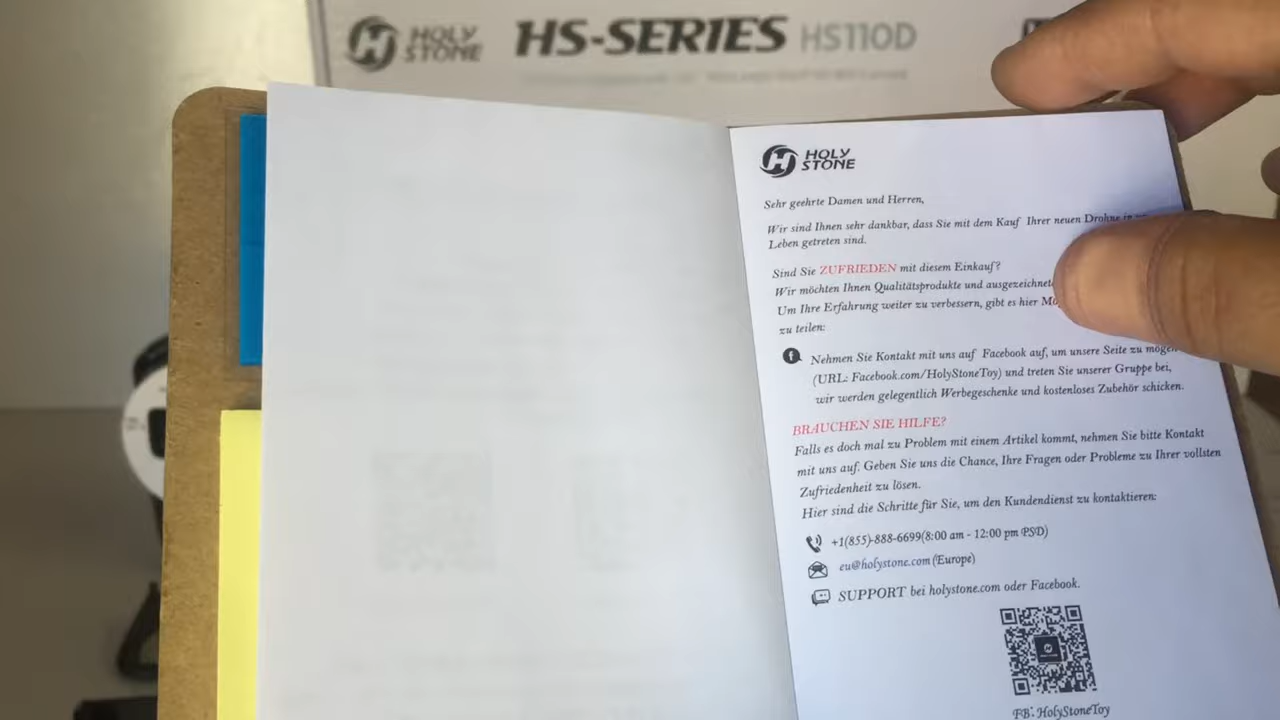 HOLY
STONE
HS-SERIES HS110D
HOLY
STONE
Sehr geehrte Damen und Herren,
Wir sind Ihnen sehr dankbar, dass Sie mit dem Kauf Ihrer neuen Drohne in
Leben getreten sind.
Sind Sie ZUFRIEDEN mit diesem Einkauf?
Wir möchten Ihnen Qualitätsprodukte und
Um Ihre Erfahrung weiter zu verbessern, gibt es hier
zu teilen:
Nehmen Sie Kontakt mit uns auf Facebook auf, um unsere Seite zu
(URL: Facebook.com/HolyStoneToy) und treten Sie unserer Gruppe bei,
wir werden gelegentlich Werbegeschenke und kostenloses Zubehör schicken.
BRAUCHEN SIE HILFE?
Falls es doch mal zu Problem mit einem Artikel kommt, nehmen Sie bitte Kontakt
mit uns auf. Geben Sie uns die Chance, Ihre Fragen oder Probleme zu Ihrer vollsten
Zufriedenheit zu lösen.
Hier sind die Schritte für Sie, um den Kundendienst zu kontaktieren:
+1(855)-888-6699(8:00 am - 12:00 pm PSD)
eu@holystone.com (Europe)
SUPPORT bei holystone.com oder Facebook.
FB: HolyStoneToy